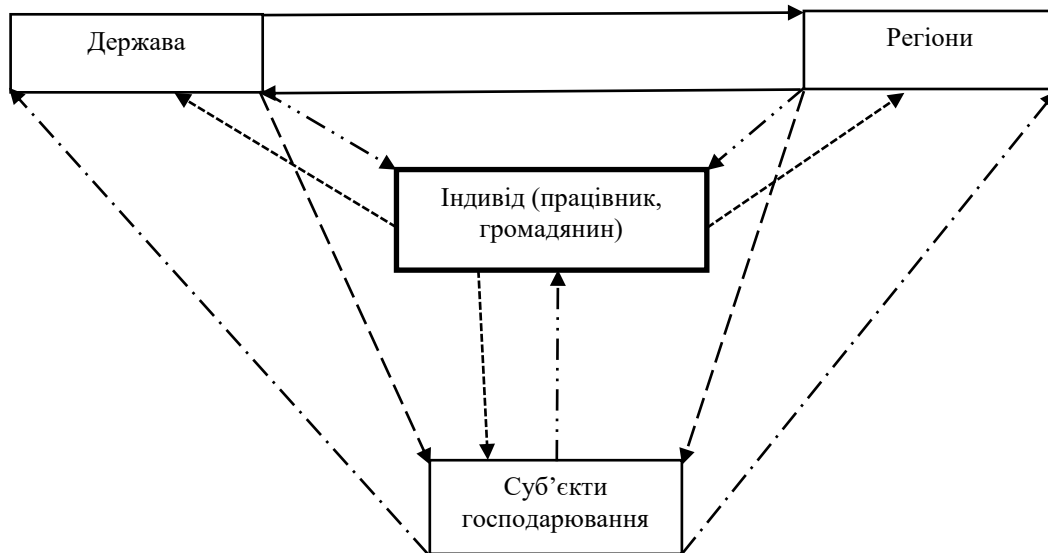 Держава
Регіони
Індивід (працівник,
громадянин)
Суб’єкти
господарювання